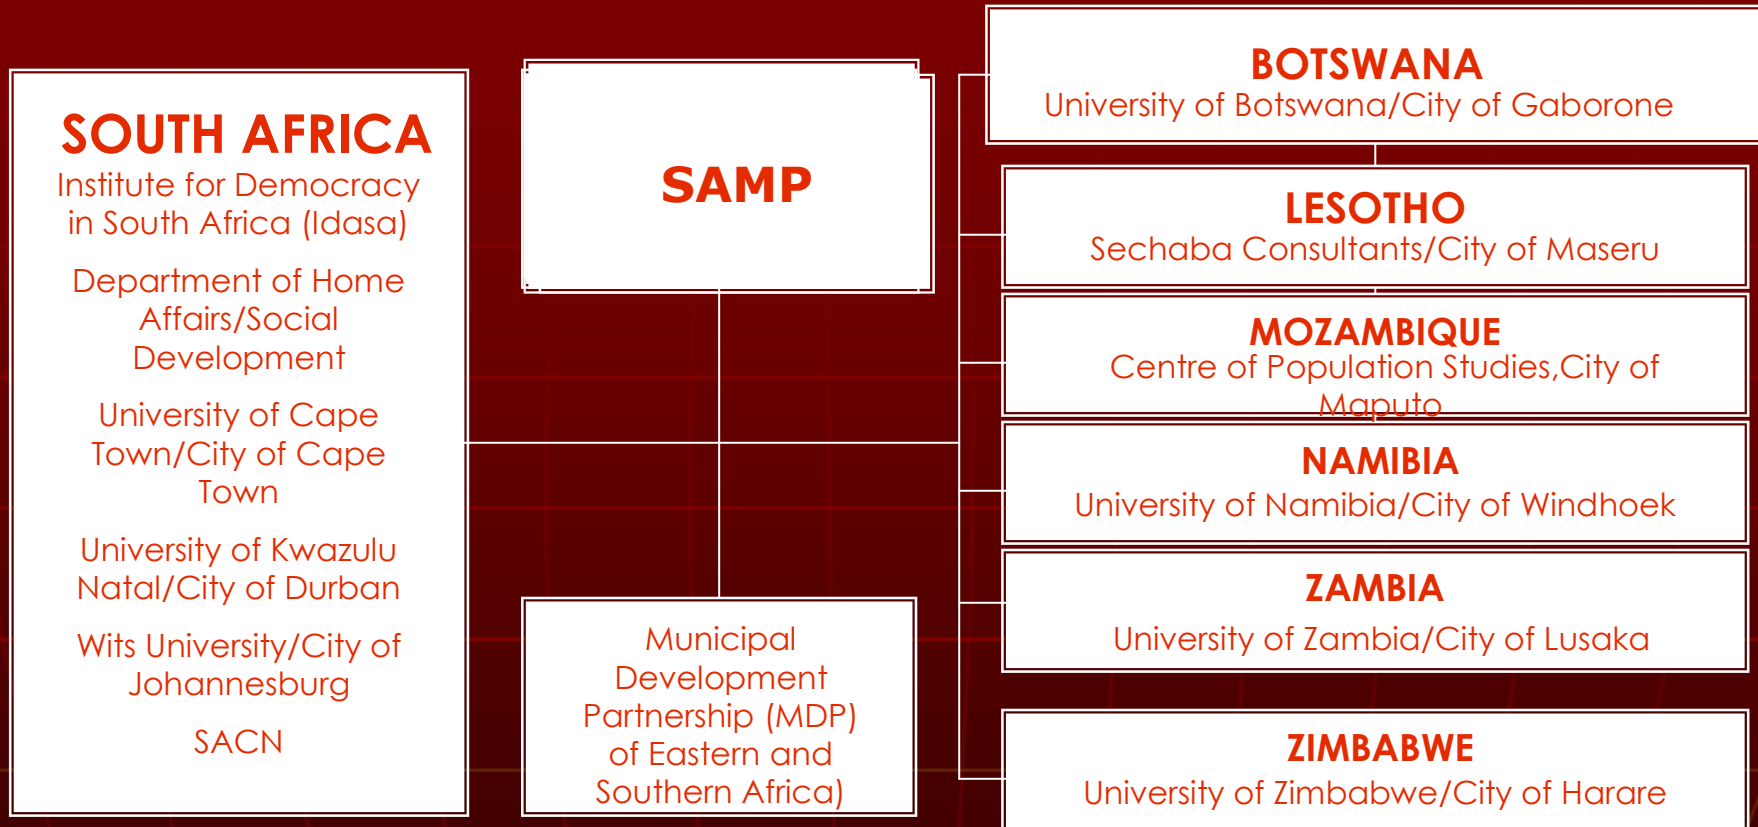 SOUTH AFRICA
Institute for Democracy
in South Africa (Idasa)
Department of Home
Affairs/Social
Development
University of Cape
Town/City of Cape
Town
University of Kwazulu
Natal/City of Durban
Wits University/City of
Johannesburg
SACN
SAMP
Municipal
Development
Partnership (MDP)
of Eastern and
Southern Africa)
BOTSWANA
University of Botswana/City of Gaborone
LESOTHO
Sechaba Consultants/City of Maseru
MOZAMBIQUE
Centre of Population Studies,City of
Maputo
NAMIBIA
University of Namibia/City of Windhoek
ZAMBIA
University of Zambia/City of Lusaka
ZIMBABWE
University of Zimbabwe/City of Harare